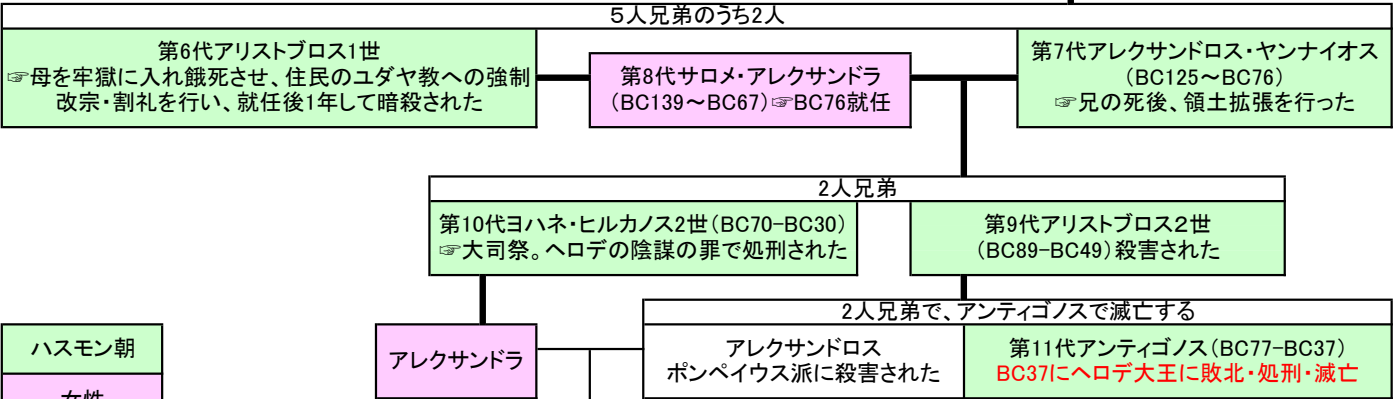 5人兄弟のうち2人
第6代アリストブロス1世
☞母を牢獄に入れ餓死させ、住民のユダヤ教への強制
改宗・割礼を行い、就任後1年して暗殺された
第8代サロメ・アレクサンドラ
(BC139～BC67)☞BC76就任
第7代アレクサンドロス・ヤンナイオス
(BC125～BC76)
☞兄の死後、領土拡張を行った
2人兄弟
第10代ヨハネ・ヒルカノス2世(BC70-BC30)
☞大司祭。ヘロデの陰謀の罪で処刑された
第9代アリストブロス２世
(BC89-BC49)殺害された
2人兄弟で、アンティゴノスで滅亡する
ハスモン朝
アレクサンドラ
アレクサンドロス
ポンペイウス派に殺害された
第11代アンティゴノス(BC77-BC37)
BC37にヘロデ大王に敗北・処刑・滅亡
女性